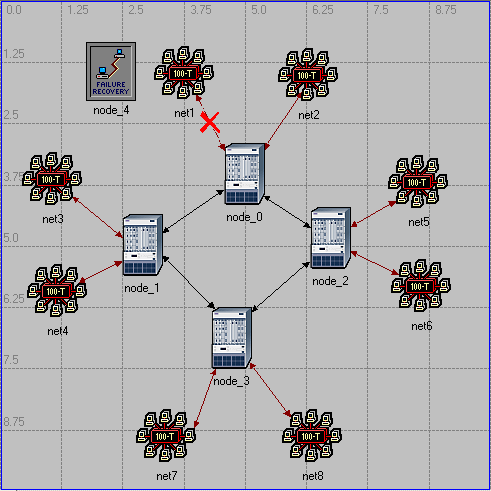 0.0 1.25 2.5 3.75 5.0 6.25 7.5 8.75
1.25
2.5
3.75
5.0
6.25
7.5
8.75
FAILURE
RECOVERY
node_4
100-T
net1
100-T
net2
node_0
100-T
net3
100-T
net5
node_1
node_2
100-T
net4
100-T
net6
node_3
100-T
net7
100-T
net8